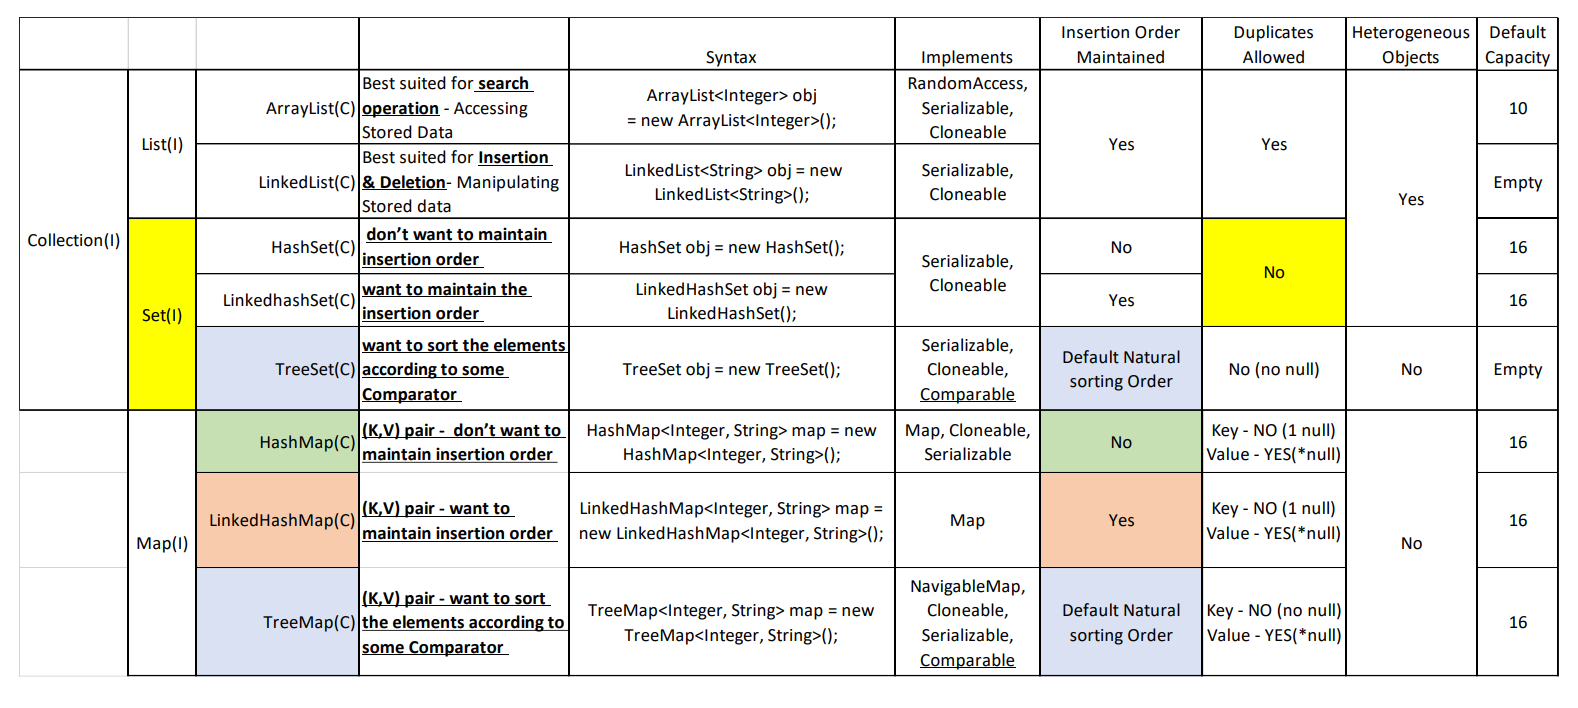 Syntax
Implements
Insertion Order
Maintained
Duplicates
Allowed
Heterogeneous
Objects
Default
Capacity
Collection(I)
List(I)
ArrayList(C)
Best suited for search
operation - Accessing
Stored Data
ArrayList<Integer> obj
= new ArrayList<Integer>();
RandomAccess,
Serializable,
Cloneable
Yes
Yes
Yes
10
LinkedList(C)
Best suited for Insertion
& Deletion- Manipulating
Stored data
LinkedList<String> obj = new
LinkedList<String>();
Serializable,
Cloneable
Empty
Set(I)
HashSet(C)
don't want to maintain
insertion order
HashSet obj = new HashSet();
Serializable,
Cloneable
No
No
16
LinkedhashSet(C)
want to maintain the
insertion order
LinkedHashSet obj = new
LinkedHashSet();
Yes
16
TreeSet(C)
want to sort the elements
according to some
Comparator
TreeSet obj = new TreeSet();
Serializable,
Cloneable,
Comparable
Default Natural
sorting Order
No (no null)
No
Empty
Map(I)
HashMap(C)
(K,V) pair - don't want to
maintain insertion order
HashMap<Integer, String> map = new
HashMap<Integer, String>();
Map, Cloneable,
Serializable
No
Key - NO (1 null)
Value - YES(*null)
No
16
LinkedHashMap(C)
(K,V) pair - want to
maintain insertion order
LinkedHashMap<Integer, String> map =
new LinkedHashMap<Integer, String>();
Map
Yes
Key - NO (1 null)
Value - YES(*null)
16
TreeMap(C)
(K,V) pair - want to sort
the elements according to
some Comparator
TreeMap<Integer, String> map = new
TreeMap<Integer, String>();
NavigableMap,
Cloneable,
Serializable,
Comparable
Default Natural
sorting Order
Key - NO (no null)
Value - YES(*null)
16